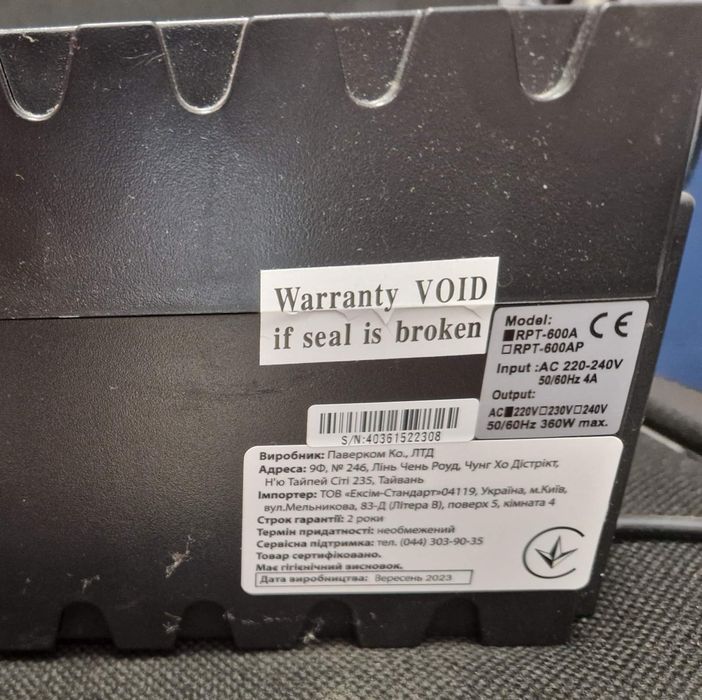 Warranty VOID
if seal is broken
Model:
■RPT-600A
□RPT-600AP
CE
Input :AC 220-240V
50/60Hz 4A
Output:
AC■220V□230V□240V
50/60Hz 360W max.
S/N:40361522308
Виробник: Паверком Ко., ЛТД
Адреса: 9Ф, № 246, Лінь Чень Роуд, Чунг Хо Дістрікт,
Н'ю Тайпей Сіті 235, Тайвань
Імпортер: ТОВ «Ексім-Стандарт»04119, Україна, м.Київ,
вул.Мельникова, 83-Д (Літера В), поверх 5, кімната 4
Строк гарантії: 2 роки
Термін придатності: необмежений
Сервісна підтримка: тел. (044) 303-90-35
Товар сертифіковано.
Має гігієнічний висновок.
Дата виробництва: Вересень 2023